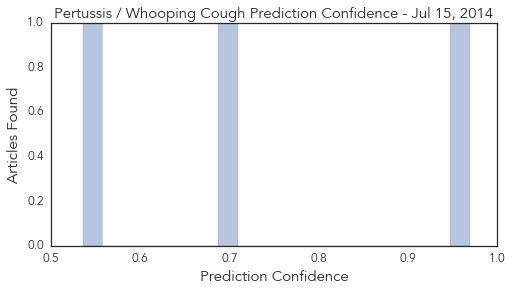 Pertussis / Whooping Cough Prediction Confidence - Jul 15, 2014
1.0
0.8
0.6
0.4
0.2
0.0
Articles Found
0.5 0.6 0.7 0.8 0.9 1.0
Prediction Confidence